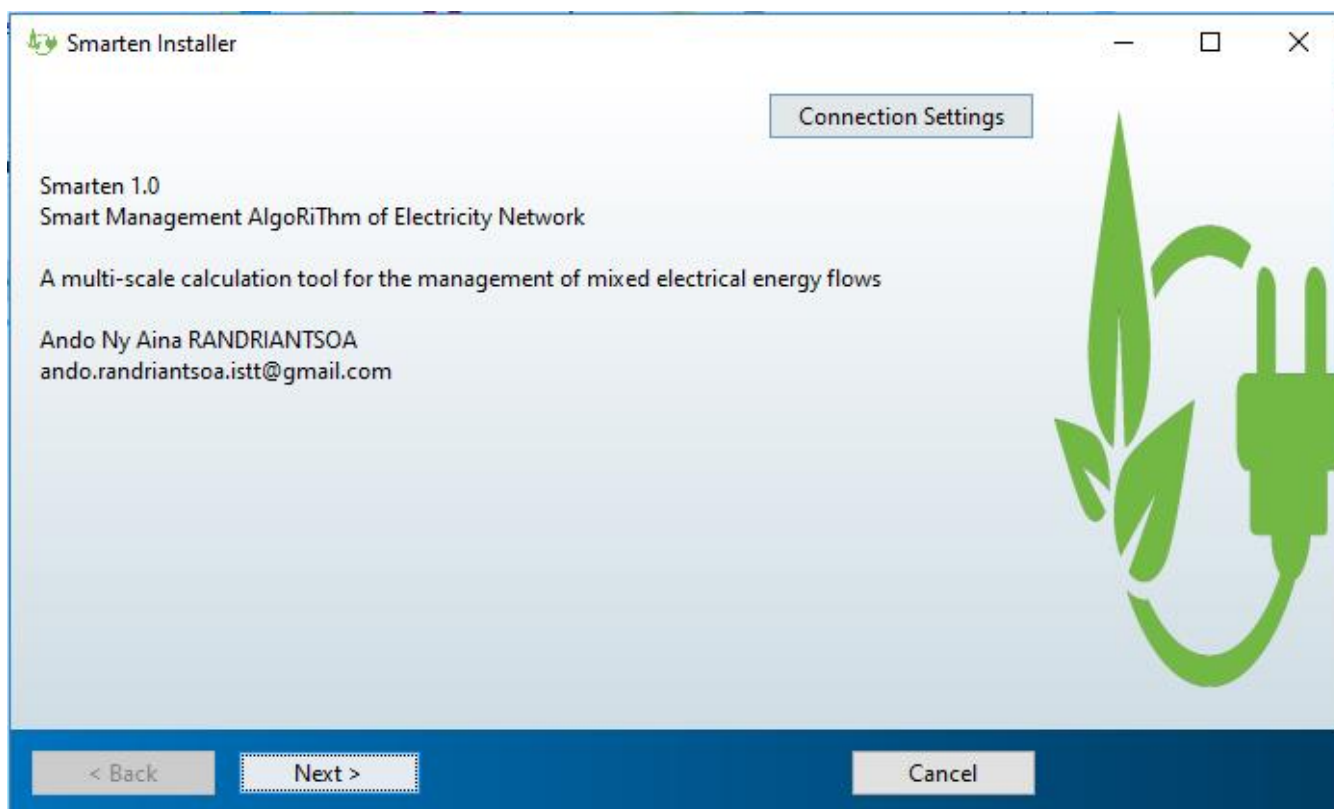 Smarten Installer
Connection Settings
Smarten 1.0
Smart Management AlgoRiThm of Electricity Network
A multi-scale calculation tool for the management of mixed electrical energy flows
Ando Ny Aina RANDRIANTSOA
ando.randriantsoa.istt@gmail.com
< Back
Next >
Cancel